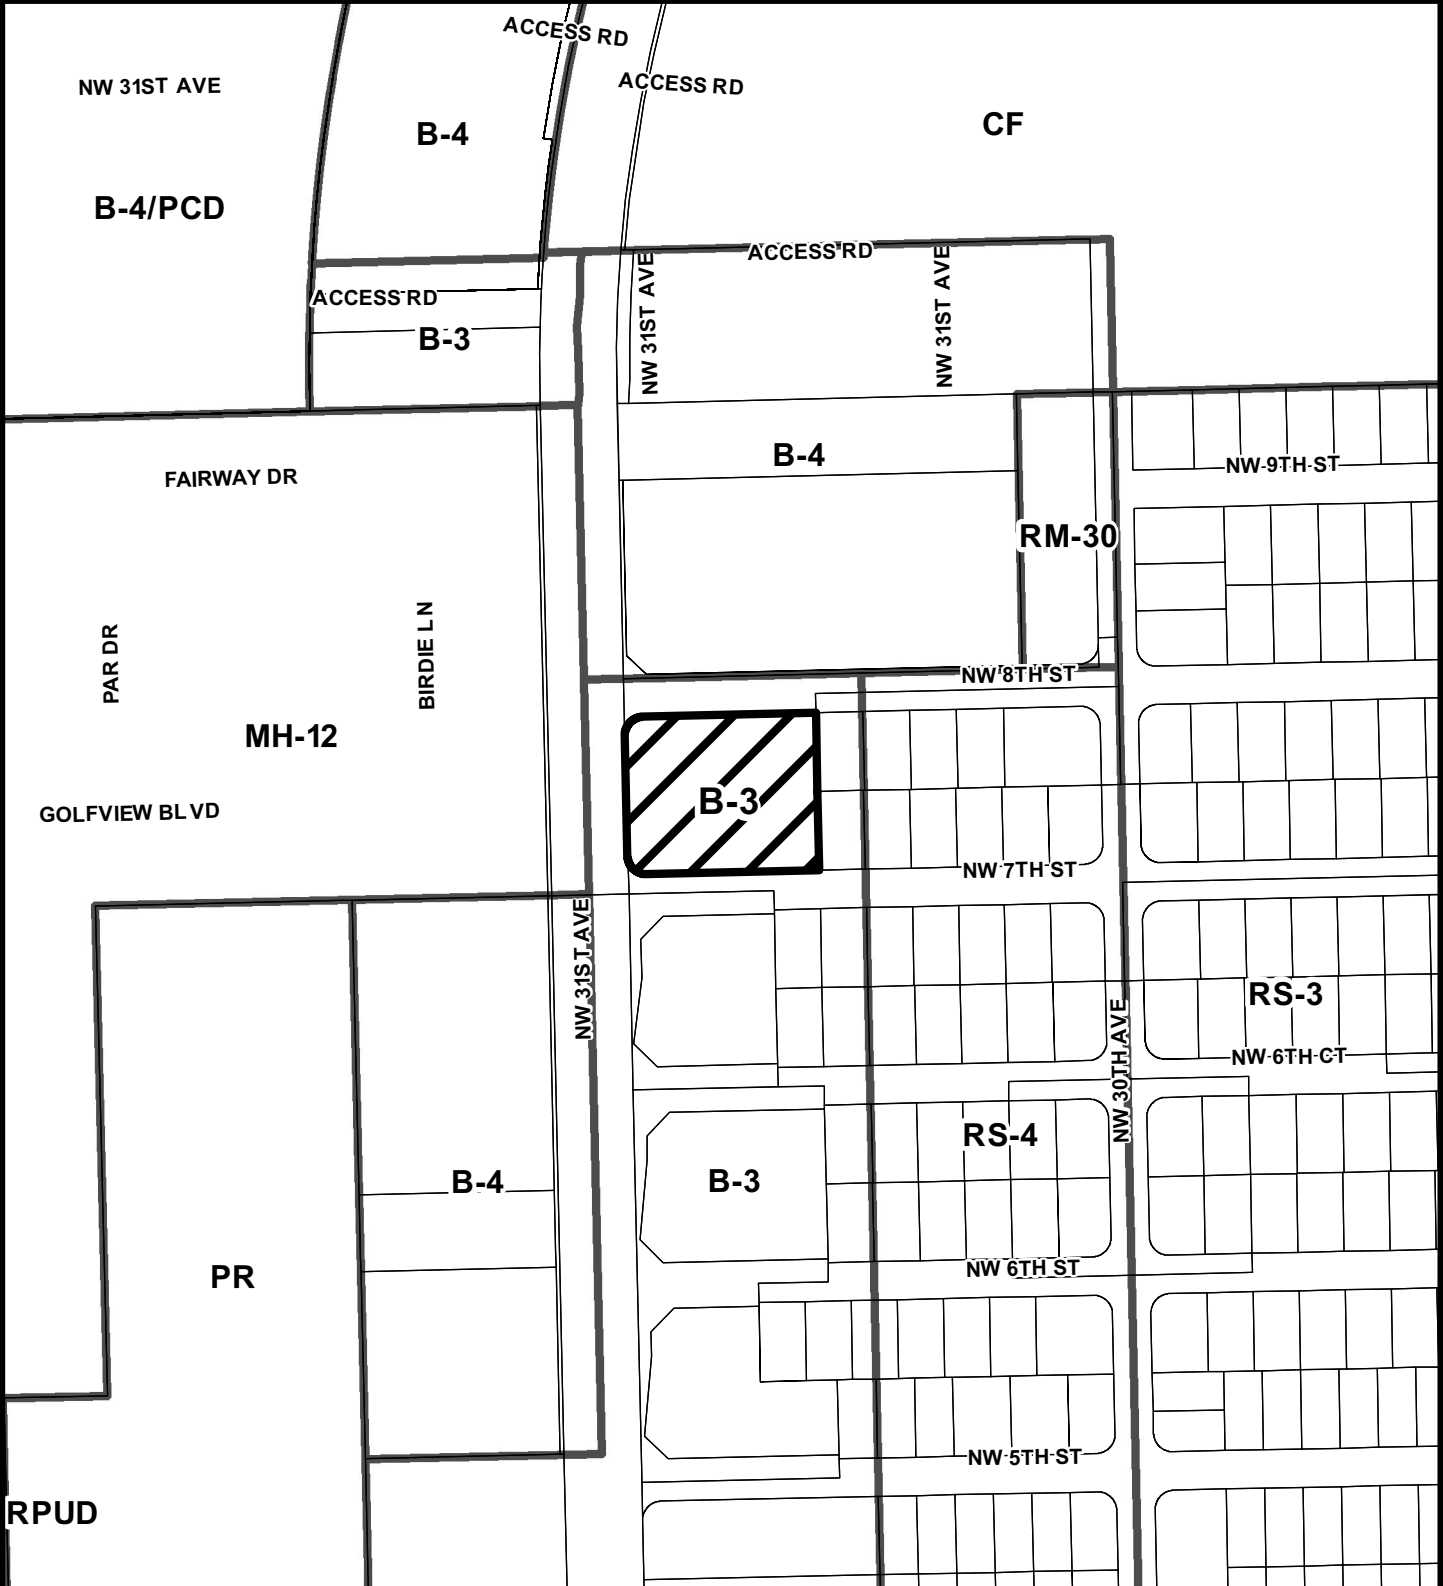 ACCESS RD
NW 31ST AVE
ACCESS RD
B-4
CF
B-4/PCD
ACCESS RD
NW 31ST AVE
NW 31ST AVE
ACCESS RD
B-3
B-4
NW 9TH ST
FAIRWAY DR
RM-30
PAR DR
BIRDIE LN
NW 8TH ST
MH-12
B-3
GOLFVIEW BLVD
NW 7TH ST
NW 31ST AVE
RS-3
NW 30TH AVE
NW 6TH CT
RS-4
B-4
B-3
PR
NW 6TH ST
NW 5TH ST
RPUD